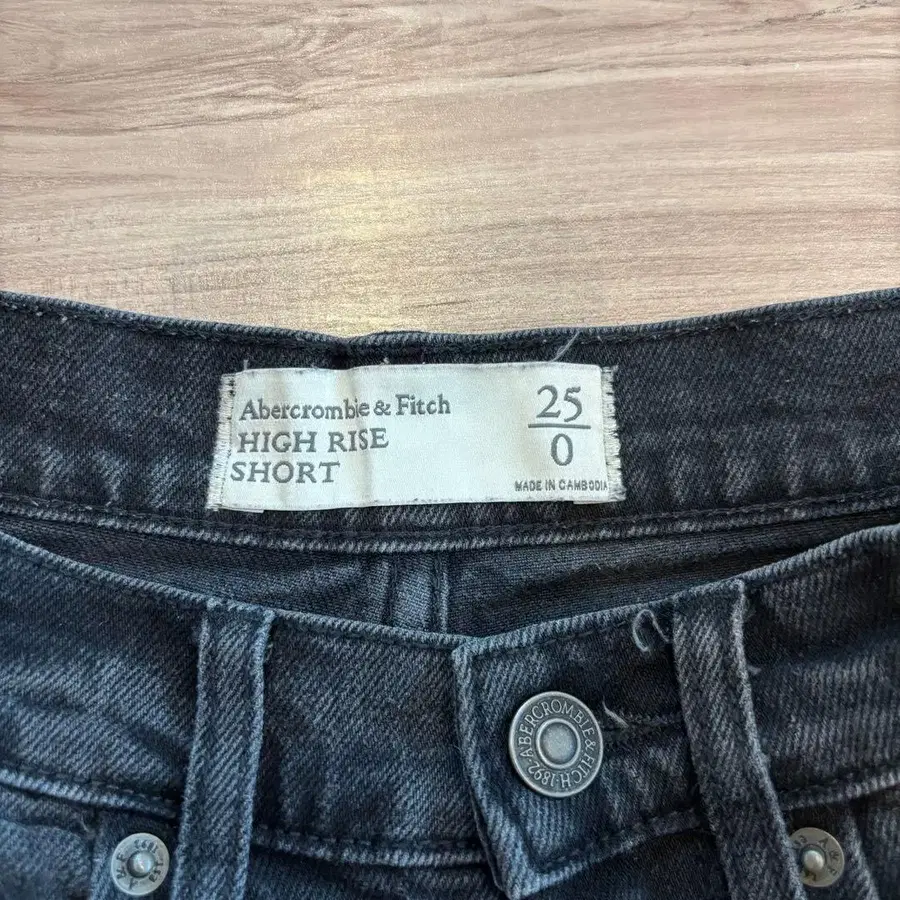 Abercrombie & Fitch
HIGH RISE
SHORT
25
0
MADE IN CAMBODIA
ABERCROMBIE & FITCH·1892·